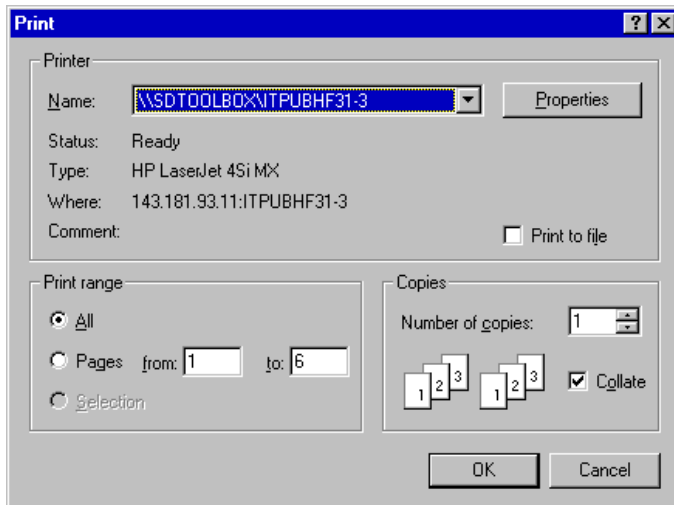 Print
Printer
Name: \\SDTOOLBOX\ITPUBHF31-3 Properties
Status: Ready
Type: HP LaserJet 4Si MX
Where: 143.181.93.11:ITPUBHF31-3
Comment: Print to file
Print range
All
Pages from: 1 to: 6
Selection
Copies
Number of copies: 1
1 2 3 1 2 3 Collate
OK Cancel